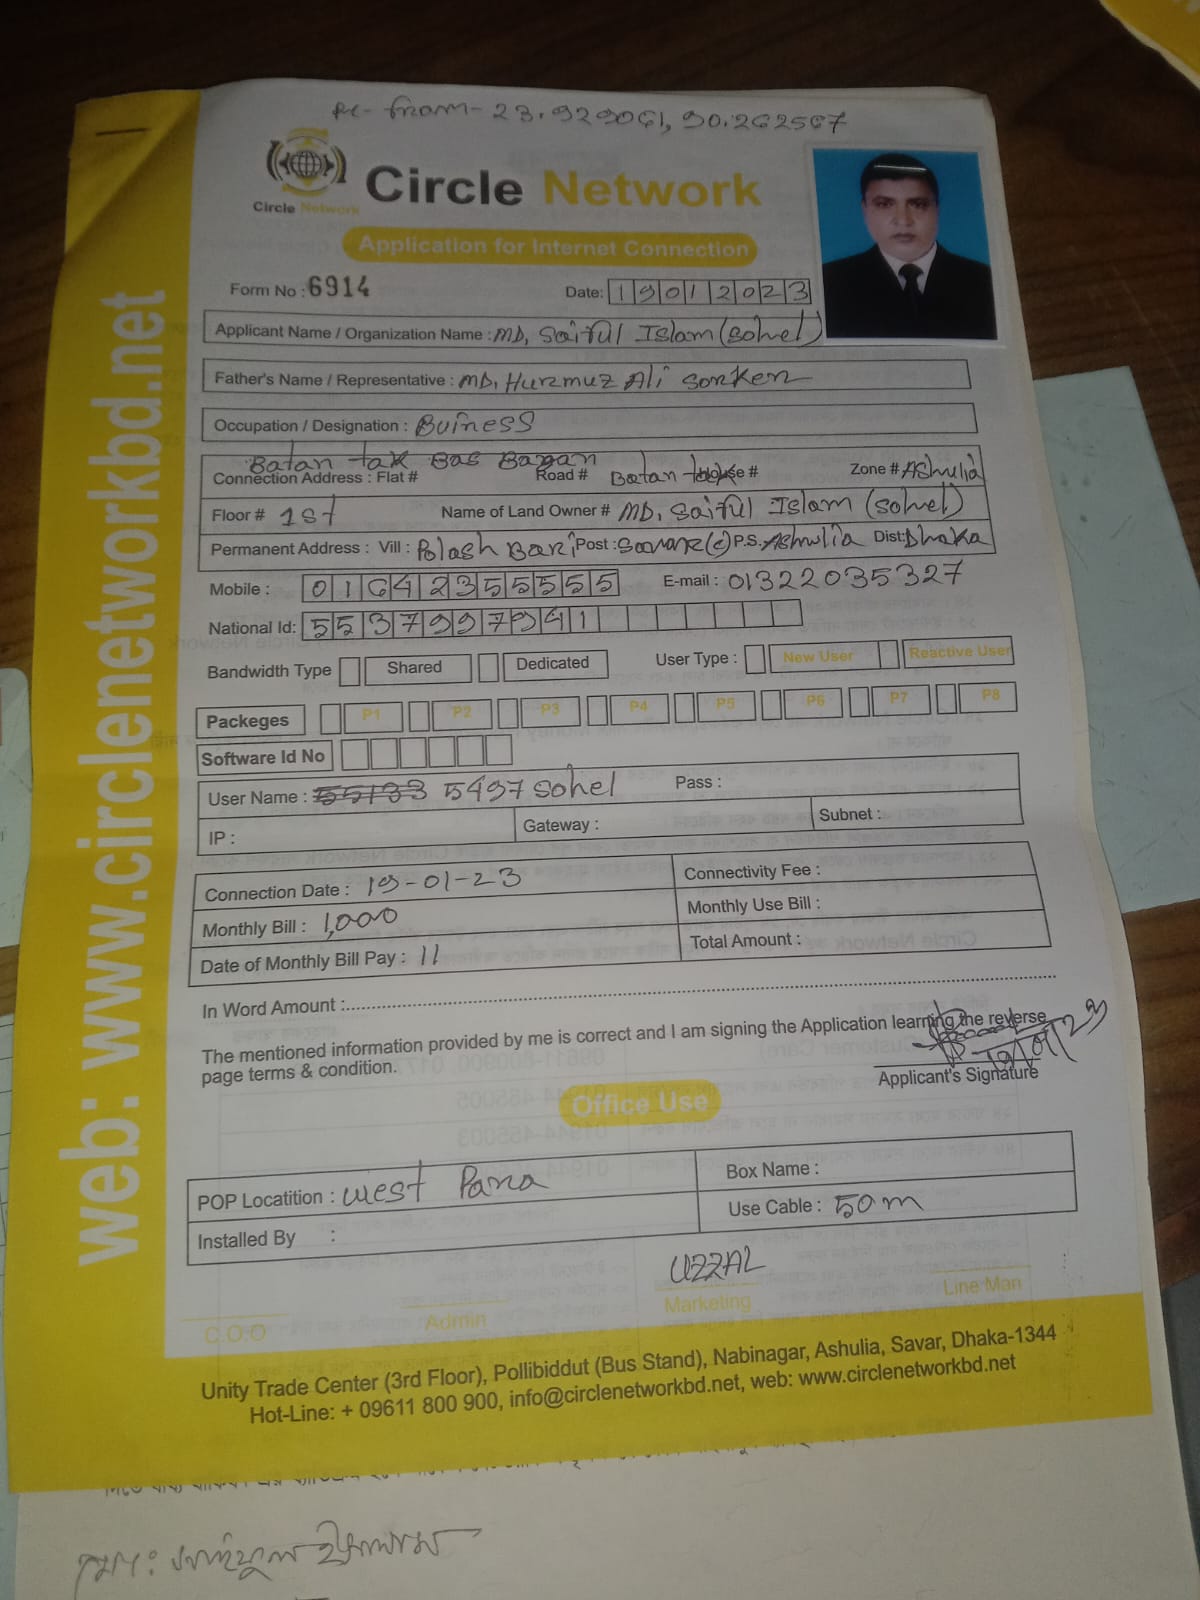 Circle Network
Circle Network
Application for Internet Connection
Form No : 6914
Date: 19012023
Applicant Name / Organization Name : MD, Saiful Islam (Sohel)
Father's Name / Representative : MD, Hurmuz Ali Sorker
Occupation / Designation : Buiness
Batan tak Bas Bagan
Connection Address : Flat # Road # Batan tak House # Zone # Ashulia
Floor # 1st Name of Land Owner # MD, Saiful Islam (Sohel)
Permanent Address : Vill : Polash Bari Post : P.S. Ashulia Dist: Dhaka
Mobile : 01642355555 E-mail : 01322035327
National Id: 5537997941
Bandwidth Type Shared Dedicated User Type : New User Reactive User
Packeges P1 P2 P3 P4 P5 P6 P7 P8
Software Id No
User Name : 55133 5497 Sohel Pass :
IP : Gateway : Subnet :
Connection Date : 19-01-23 Connectivity Fee :
Monthly Bill : 1,000 Monthly Use Bill :
Date of Monthly Bill Pay : 11 Total Amount :
In Word Amount :
The mentioned information provided by me is correct and I am signing the Application learning the reverse
page terms & condition.
19/01/23
Applicant's Signature
Office Use
POP Locatition : West Para Box Name :
Installed By : Use Cable : 50m
UZZAL
C.O.O Admin Marketing Line Man
Unity Trade Center (3rd Floor), Pollibiddut (Bus Stand), Nabinagar, Ashulia, Savar, Dhaka-1344
Hot-Line: + 09611 800 900, info@circlenetworkbd.net, web: www.circlenetworkbd.net
web: www.circlenetworkbd.net
মোঃ সাইফুল ইসলাম